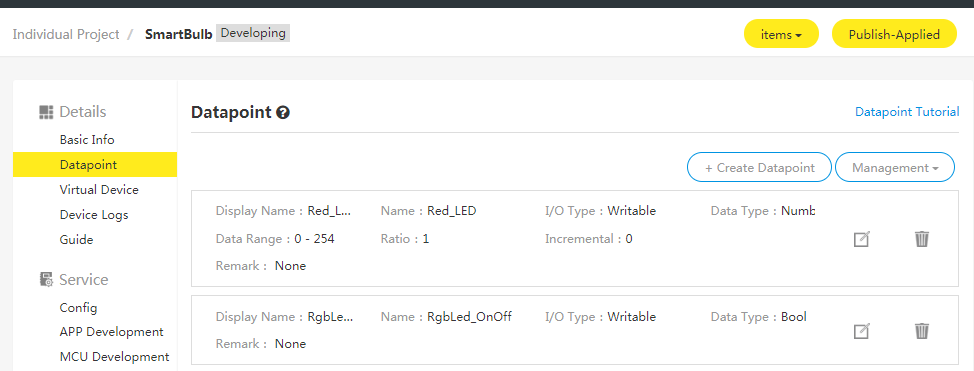 Individual Project / SmartBulb Developing
items
Publish-Applied
Details
Basic Info
Datapoint
Virtual Device
Device Logs
Guide
Service
Config
APP Development
MCU Development
Datapoint ?
Datapoint Tutorial
+ Create Datapoint
Management
Display Name : Red_L... Name : Red_LED I/O Type : Writable Data Type : Numb
Data Range : 0 - 254 Ratio : 1 Incremental : 0
Remark : None
Display Name : RgbLe... Name : RgbLed_OnOff I/O Type : Writable Data Type : Bool
Remark : None